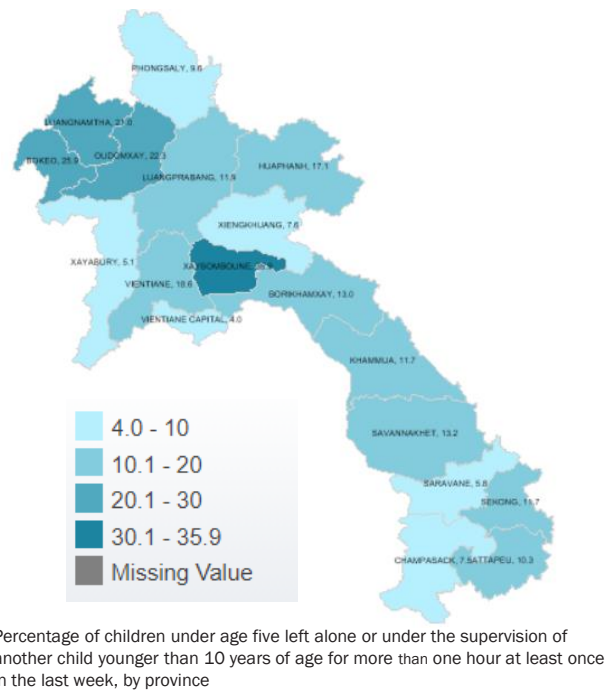 PHONGSALY, 9.6
LUANGNAMTHA, 21.0
BOKEO, 25.9
OUDOMXAY, 22.3
LUANGPRABANG, 11.9
HUAPHANH, 17.1
XIENGKHUANG, 7.6
XAYABURY, 5.1
XAYSOMBOUNE,
VIENTIANE, 18.6
BORIKHAMXAY, 13.0
VIENTIANE CAPITAL, 4.0
KHAMMUA, 11.7
SAVANNAKHET, 13.2
SARAVANE, 5.8
SEKONG, 11.7
CHAMPASACK, 7.5
ATTAPEU, 10.3
4.0 - 10
10.1 - 20
20.1 - 30
30.1 - 35.9
Missing Value
Percentage of children under age five left alone or under the supervision of
another child younger than 10 years of age for more than one hour at least once
in the last week, by province